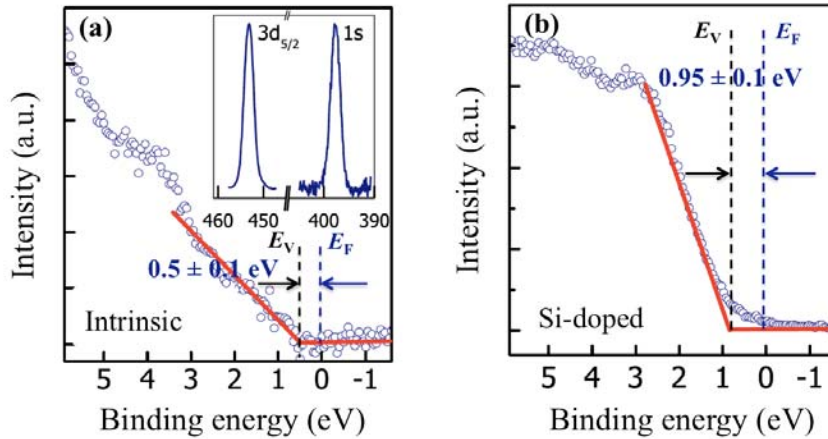 (a)
3d5/2
1s
460
450
400
390
EV
EF
0.5 ± 0.1 eV
Intrinsic
Intensity (a.u.)
5 4 3 2 1 0 -1
Binding energy (eV)
(b)
EV
EF
0.95 ± 0.1 eV
Si-doped
Intensity (a.u.)
6 5 4 3 2 1 0 -1
Binding energy (eV)